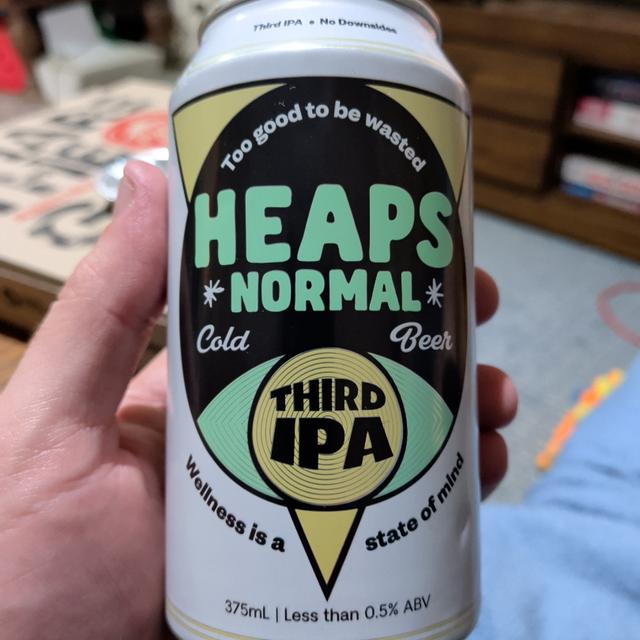 Third IPA • No Downsides
Too good to be wasted
HEAPS
* NORMAL *
Cold Beer
THIRD
IPA
Wellness is a state of mind
375mL | Less than 0.5% ABV